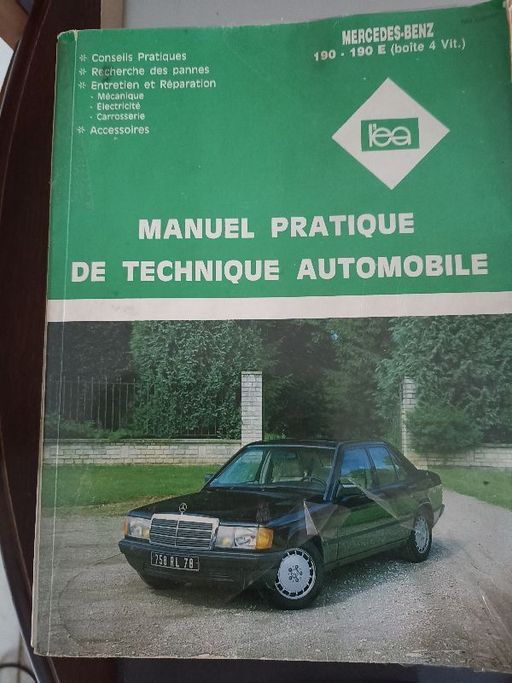 MERCEDES-BENZ
190 - 190 E (boîte 4 Vit.)
* Conseils Pratiques
* Recherche des pannes
* Entretien et Réparation
- Mécanique
- Electricité
- Carrosserie
* Accessoires
l'ea
MANUEL PRATIQUE
DE TECHNIQUE AUTOMOBILE
758 RL 78